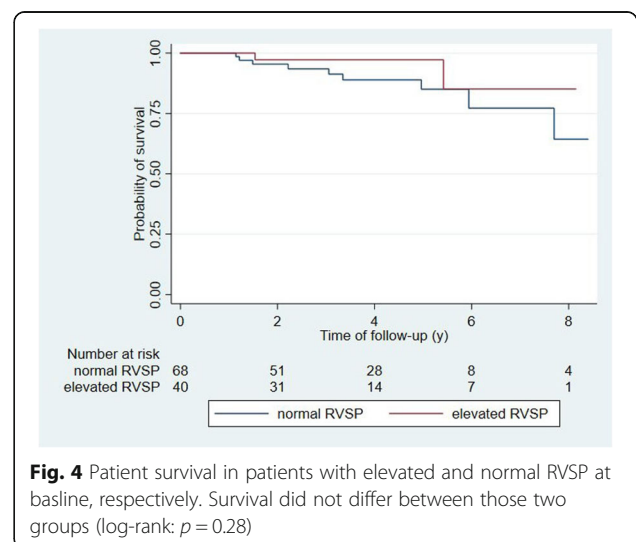 1.00
0.75
0.50
0.25
0.00
Probability of survival
0 2 4 6 8
Time of follow-up (y)
Number at risk
normal RVSP 68 51 28 8 4
elevated RVSP 40 31 14 7 1
normal RVSP elevated RVSP
Fig. 4 Patient survival in patients with elevated and normal RVSP at
basline, respectively. Survival did not differ between those two
groups (log-rank: p = 0.28)